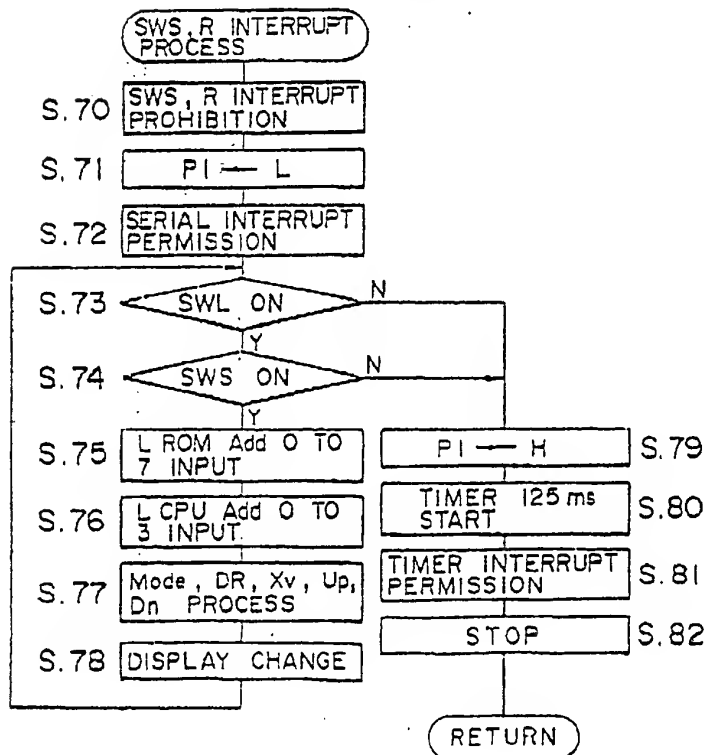 SWS, R INTERRUPT
PROCESS
S.70 SWS, R INTERRUPT
PROHIBITION
S.71 PI ← L
S.72 SERIAL INTERRUPT
PERMISSION
S.73 SWL ON N
Y
S.74 SWS ON N
Y
S.75 L ROM Add 0 TO
7 INPUT
S.76 L CPU Add 0 TO
3 INPUT
S.77 Mode, DR, Xv, Up,
Dn PROCESS
S.78 DISPLAY CHANGE
PI ← H S.79
TIMER 125 ms
START S.80
TIMER INTERRUPT
PERMISSION S.81
STOP S.82
RETURN